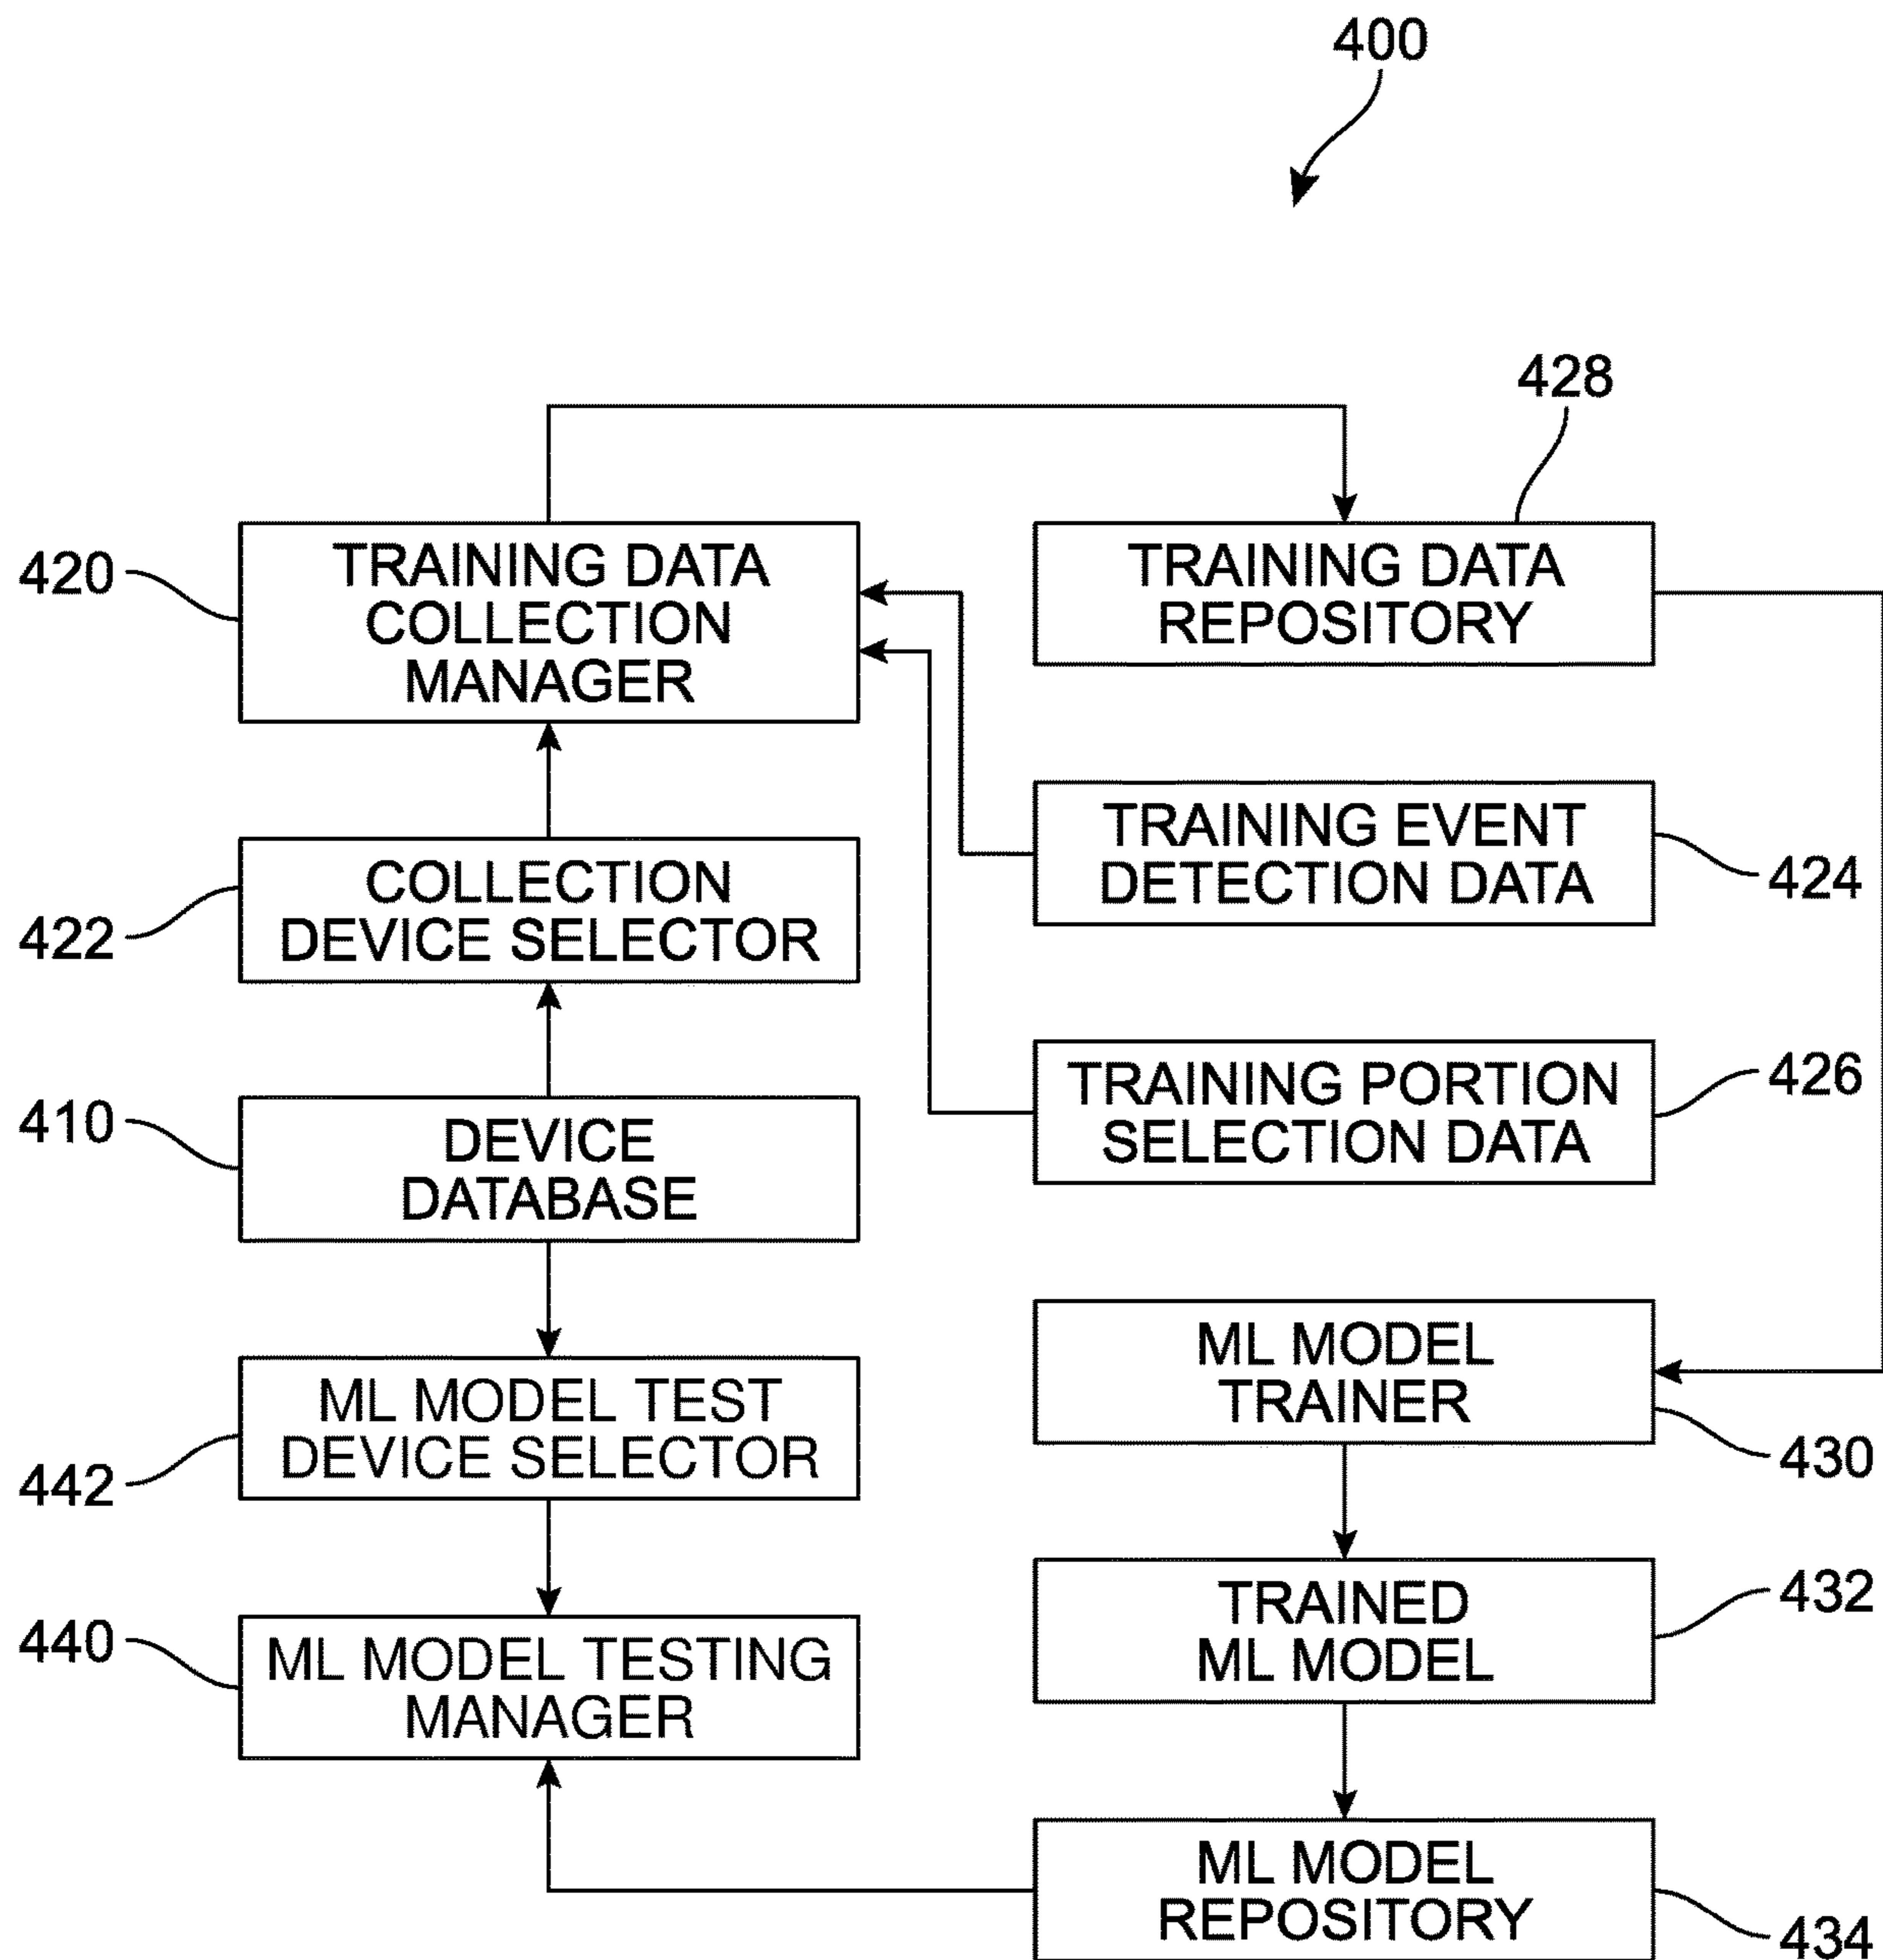 400
428
420
TRAINING DATA
COLLECTION
MANAGER
TRAINING DATA
REPOSITORY
422
COLLECTION
DEVICE SELECTOR
TRAINING EVENT
DETECTION DATA
424
410
DEVICE
DATABASE
TRAINING PORTION
SELECTION DATA
426
442
ML MODEL TEST
DEVICE SELECTOR
ML MODEL
TRAINER
430
440
ML MODEL TESTING
MANAGER
TRAINED
ML MODEL
432
ML MODEL
REPOSITORY
434